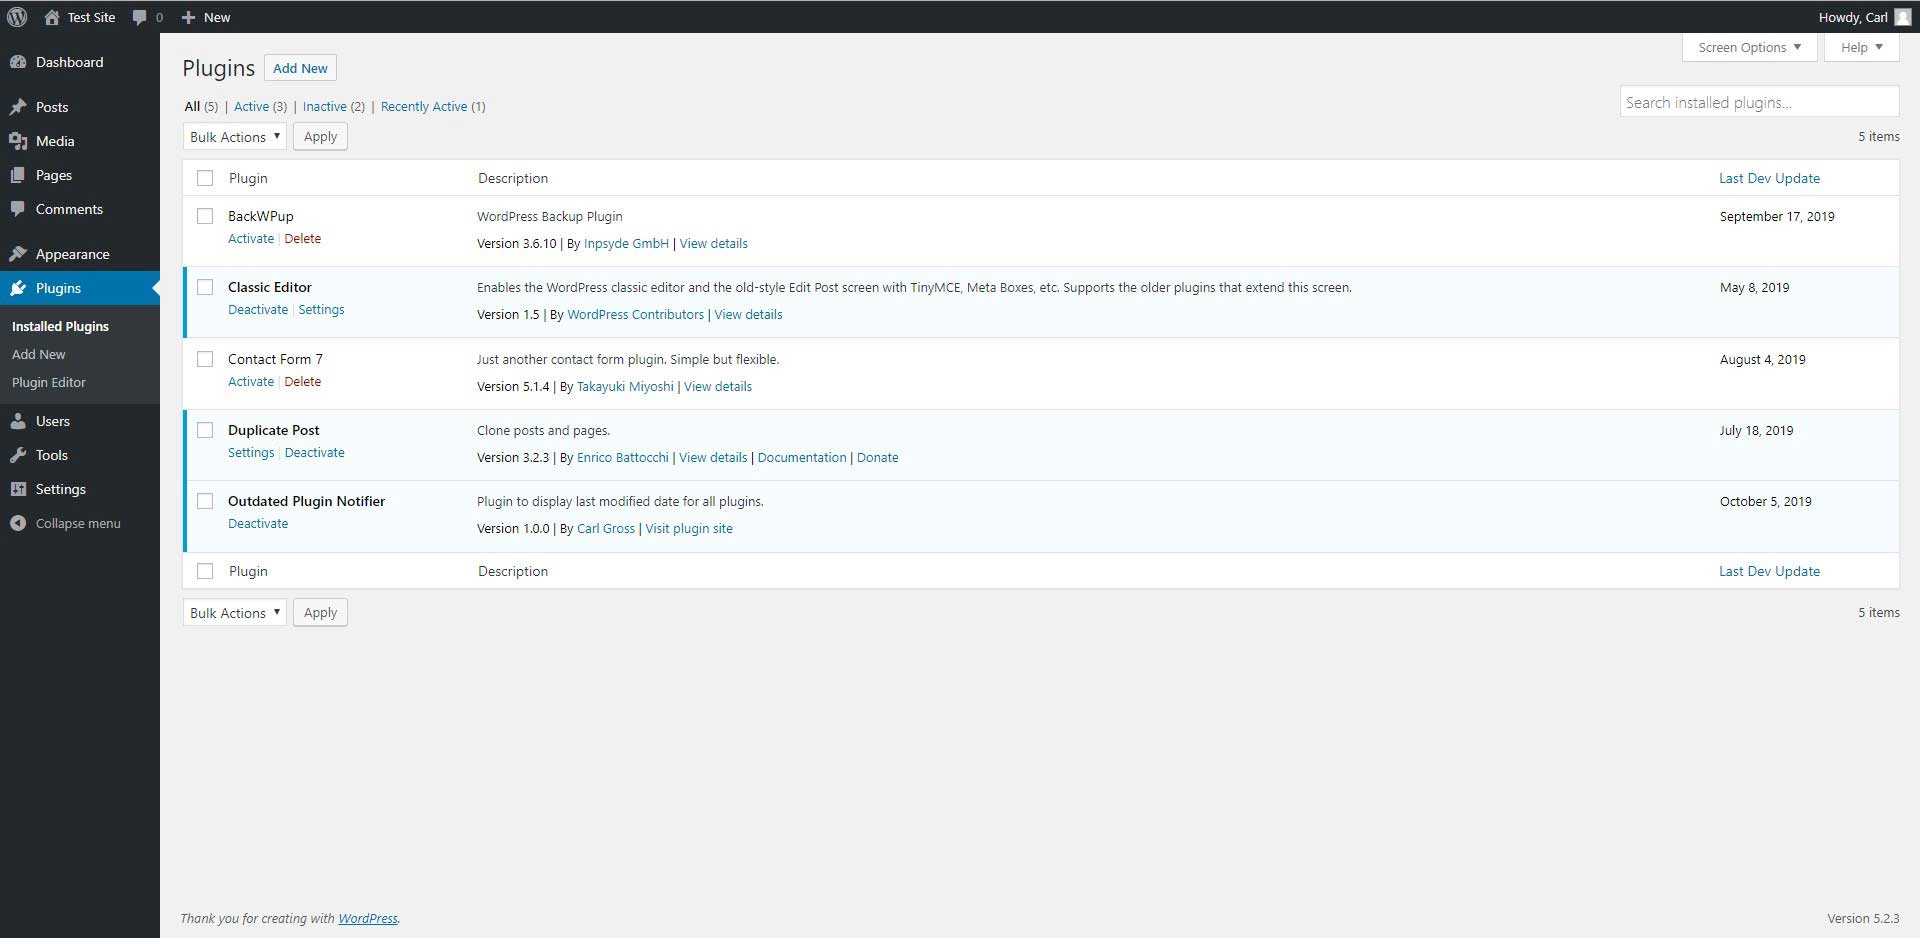 Test Site 0 New Howdy, Carl
Dashboard
Posts
Media
Pages
Comments
Appearance
Plugins
Installed Plugins
Add New
Plugin Editor
Users
Tools
Settings
Collapse menu
Screen Options ▼ Help ▼
Plugins Add New
All (5) | Active (3) | Inactive (2) | Recently Active (1)
Search installed plugins...
Bulk Actions ▼ Apply 5 items
Plugin Description Last Dev Update
BackWPup WordPress Backup Plugin September 17, 2019
Activate | Delete Version 3.6.10 | By Inpsyde GmbH | View details
Classic Editor Enables the WordPress classic editor and the old-style Edit Post screen with TinyMCE, Meta Boxes, etc. Supports the older plugins that extend this screen. May 8, 2019
Deactivate | Settings Version 1.5 | By WordPress Contributors | View details
Contact Form 7 Just another contact form plugin. Simple but flexible. August 4, 2019
Activate | Delete Version 5.1.4 | By Takayuki Miyoshi | View details
Duplicate Post Clone posts and pages. July 18, 2019
Settings | Deactivate Version 3.2.3 | By Enrico Battocchi | View details | Documentation | Donate
Outdated Plugin Notifier Plugin to display last modified date for all plugins. October 5, 2019
Deactivate Version 1.0.0 | By Carl Gross | Visit plugin site
Plugin Description Last Dev Update
Bulk Actions ▼ Apply 5 items
Thank you for creating with WordPress. Version 5.2.3